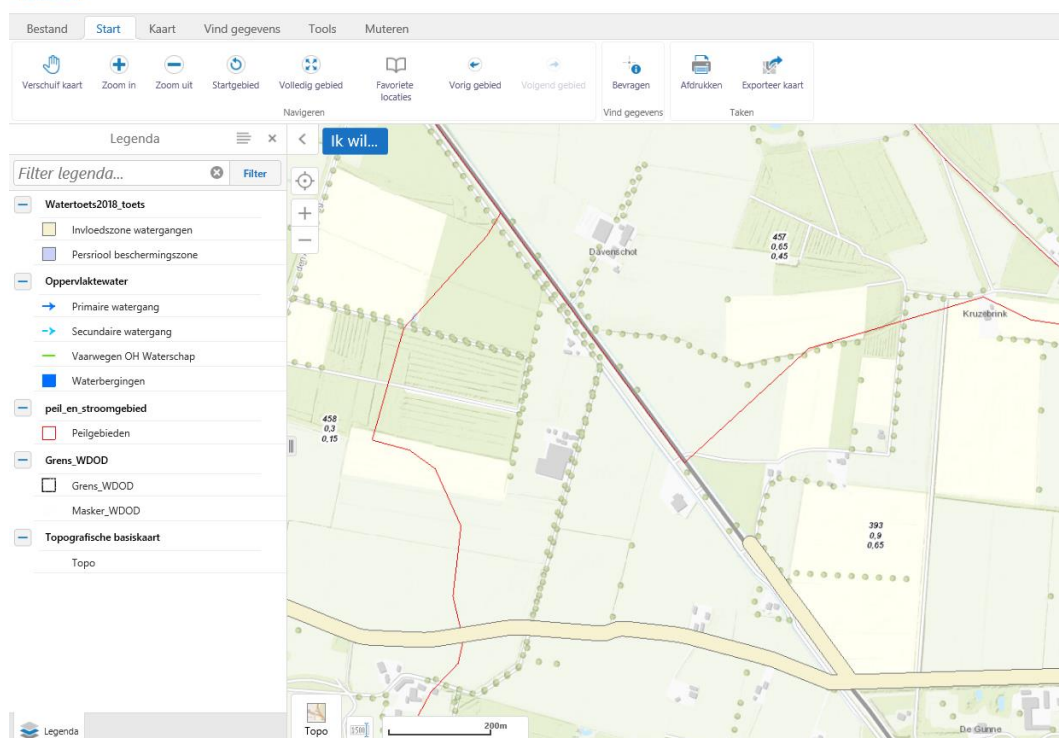 Bestand Start Kaart Vind gegevens Tools Muteren
Verschuif kaart Zoom in Zoom uit Startgebied Volledig gebied Favoriete locaties Vorig gebied Volgend gebied Bevragen Afdrukken Exporteer kaart
Navigeren Vind gegevens Taken
Legenda
Ik wil...
Filter legenda... Filter
Watertoets2018_toets
Invloedszone watergangen
Persriool beschermingszone
Oppervlaktewater
Primaire watergang
Secundaire watergang
Vaarwegen OH Waterschap
Waterbergingen
peil_en_stroomgebied
Peilgebieden
Grens_WDOD
Grens_WDOD
Masker_WDOD
Topografische basiskaart
Topo
Legenda
457
0,65
0,45
Davenschot
Kruzebrink
458
0,3
0,15
393
0,9
0,65
De Gunne
Topo
200m